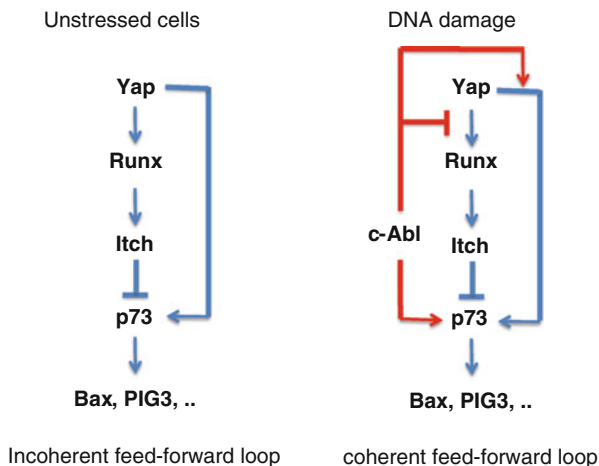 Unstressed cells
Yap
Runx
Itch
p73
Bax, PIG3, ..
Incoherent feed-forward loop
DNA damage
Yap
Runx
c-Abl
Itch
p73
Bax, PIG3, ..
coherent feed-forward loop